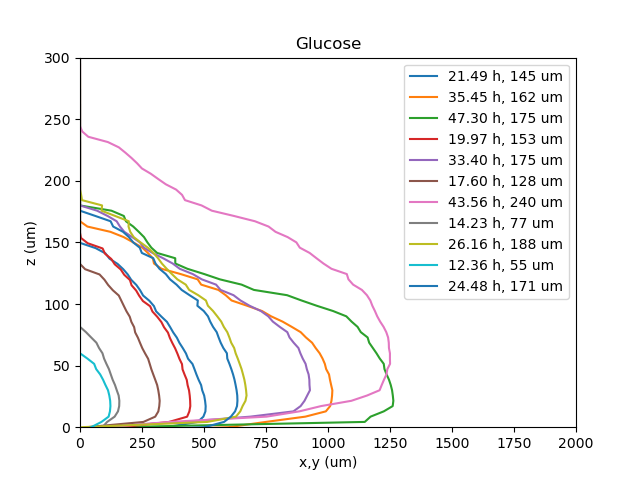 Glucose
300
250
200
150
100
50
0
z (um)
0 250 500 750 1000 1250 1500 1750 2000
x,y (um)
21.49 h, 145 um
35.45 h, 162 um
47.30 h, 175 um
19.97 h, 153 um
33.40 h, 175 um
17.60 h, 128 um
43.56 h, 240 um
14.23 h, 77 um
26.16 h, 188 um
12.36 h, 55 um
24.48 h, 171 um